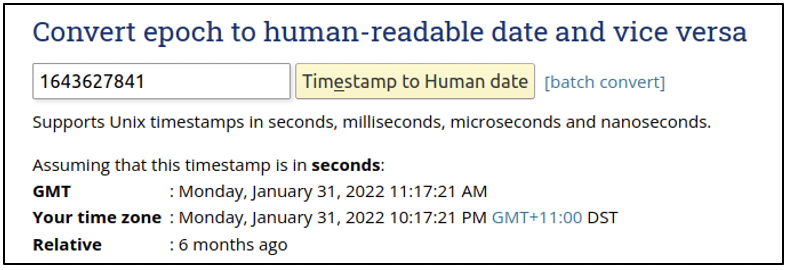 Convert epoch to human-readable date and vice versa
1643627841 Timestamp to Human date [batch convert]
Supports Unix timestamps in seconds, milliseconds, microseconds and nanoseconds.
Assuming that this timestamp is in seconds:
GMT : Monday, January 31, 2022 11:17:21 AM
Your time zone : Monday, January 31, 2022 10:17:21 PM GMT+11:00 DST
Relative : 6 months ago